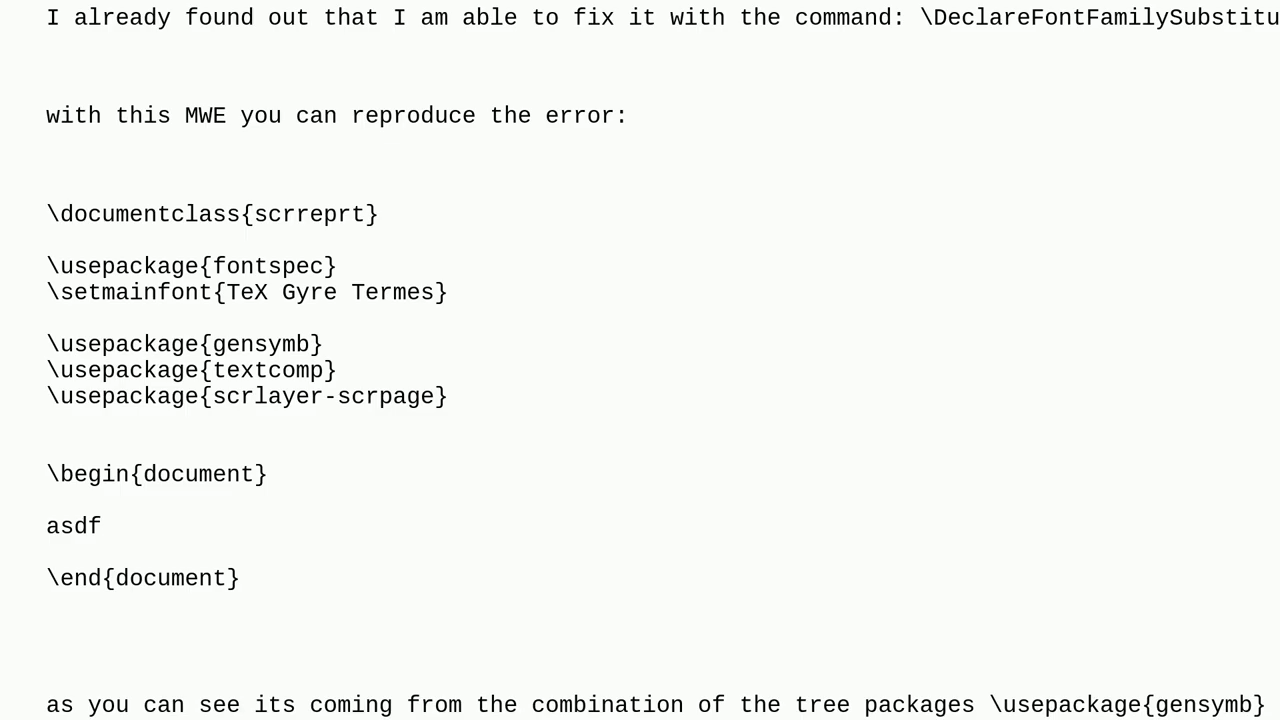 I already found out that I am able to fix it with the command: \DeclareFontFamilySubstitu
with this MWE you can reproduce the error:
\documentclass{scrreprt}
\usepackage{fontspec}
\setmainfont{TeX Gyre Termes}
\usepackage{gensymb}
\usepackage{textcomp}
\usepackage{scrlayer-scrpage}
\begin{document}
asdf
\end{document}
as you can see its coming from the combination of the tree packages \usepackage{gensymb}